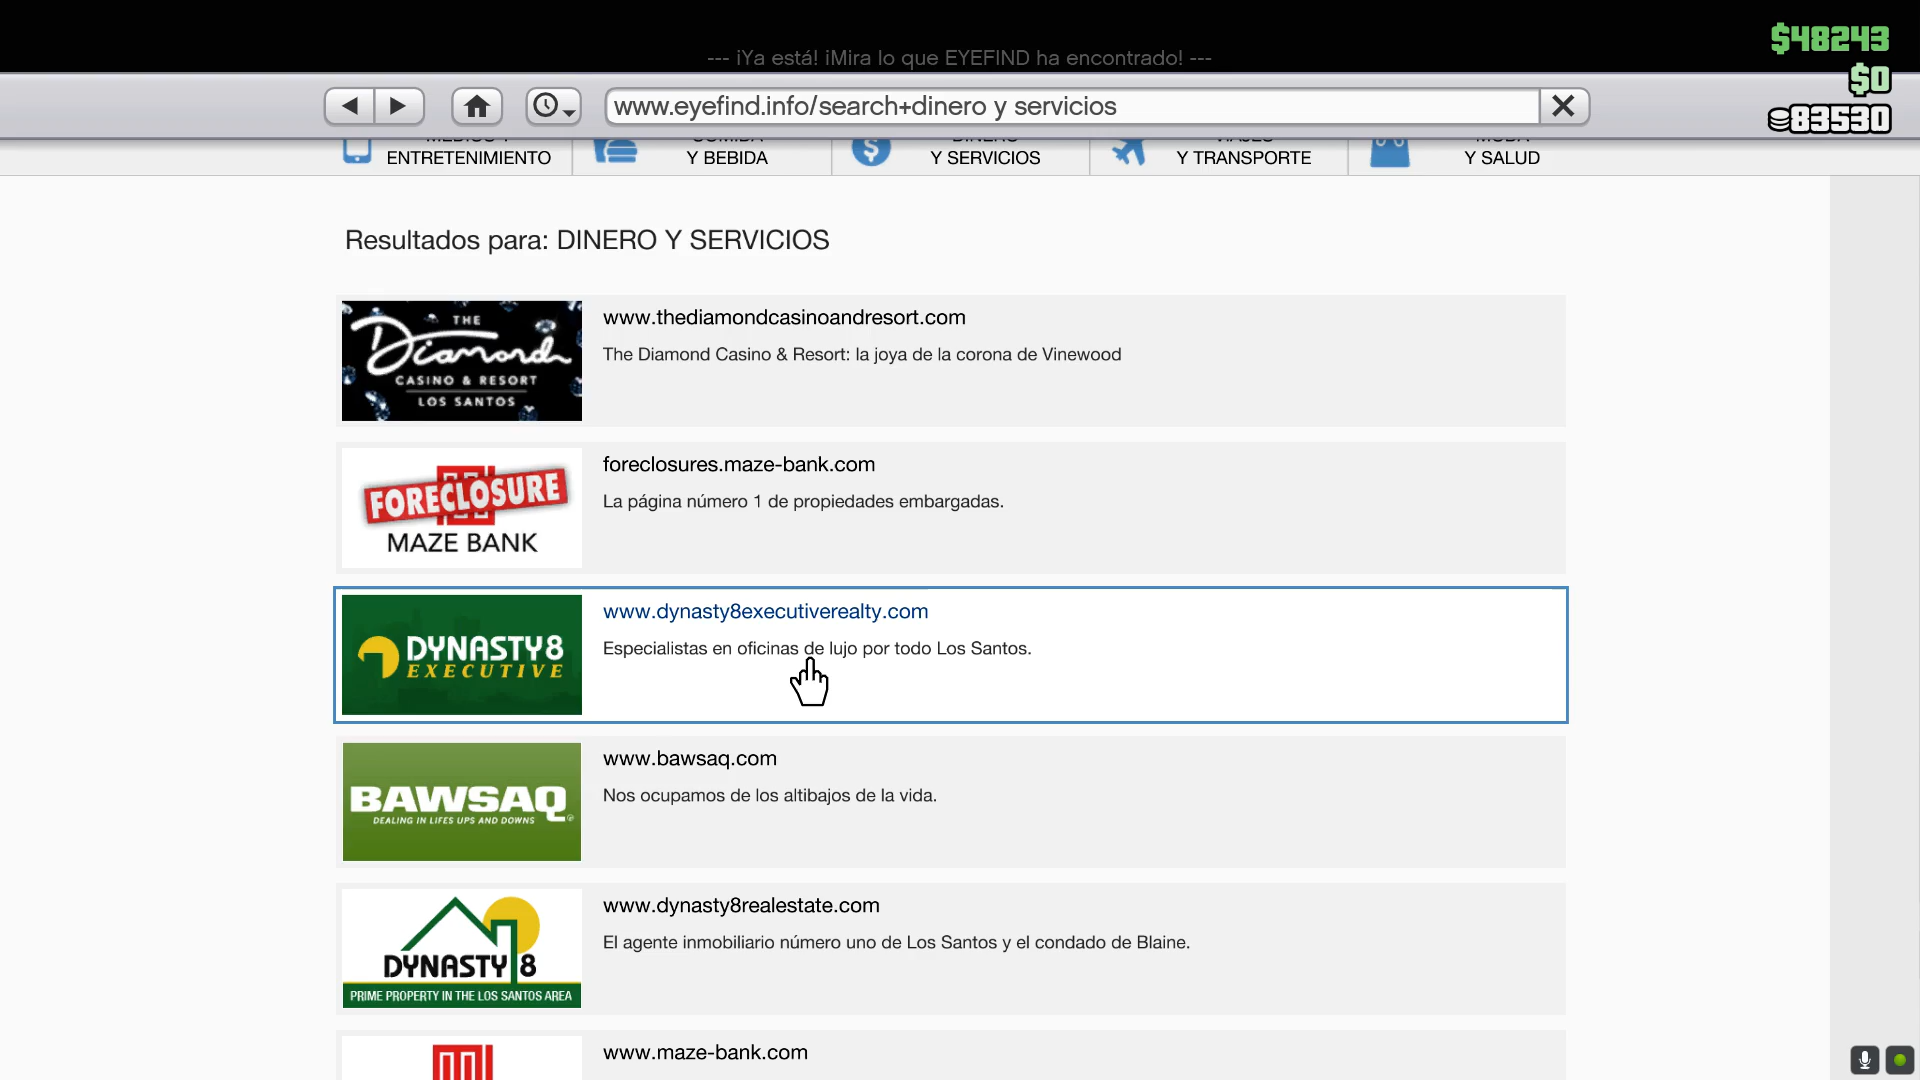 $48243
--- ¡Ya está! ¡Mira lo que EYEFIND ha encontrado! ---
$0
www.eyefind.info/search+dinero y servicios
83530
MEDIOS Y
ENTRETENIMIENTO
COMIDA
Y BEBIDA
DINERO
Y SERVICIOS
VIAJES
Y TRANSPORTE
MODA
Y SALUD
Resultados para: DINERO Y SERVICIOS
THE
Diamond
CASINO & RESORT
LOS SANTOS
www.thediamondcasinoandresort.com
The Diamond Casino & Resort: la joya de la corona de Vinewood
FORECLOSURE
MAZE BANK
foreclosures.maze-bank.com
La página número 1 de propiedades embargadas.
DYNASTY8
EXECUTIVE
www.dynasty8executiverealty.com
Especialistas en oficinas de lujo por todo Los Santos.
BAWSAQ
DEALING IN LIFES UPS AND DOWNS
www.bawsaq.com
Nos ocupamos de los altibajos de la vida.
DYNASTY 8
PRIME PROPERTY IN THE LOS SANTOS AREA
www.dynasty8realestate.com
El agente inmobiliario número uno de Los Santos y el condado de Blaine.
www.maze-bank.com